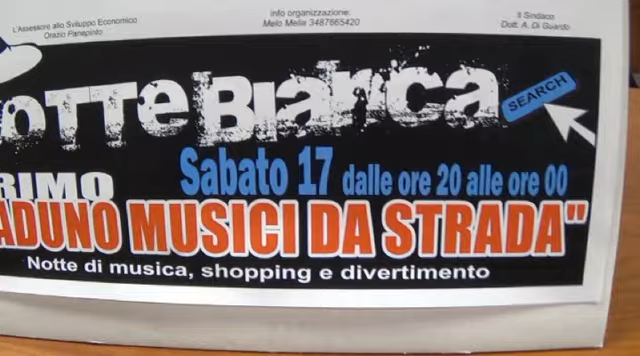 L'Assessore allo Sviluppo Economico
Orazio Panepinto
info organizzazione:
Melo Melia 3487665420
Il Sindaco
Dott. A. Di Guardo
OTTE BIANCA
SEARCH
Sabato 17 dalle ore 20 alle ore 00
RIMO
ADUNO MUSICI DA STRADA"
Notte di musica, shopping e divertimento